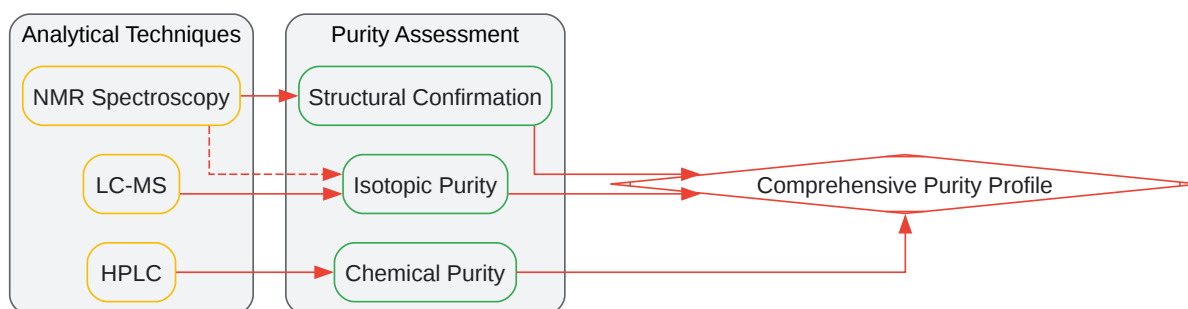 Analytical Techniques
Purity Assessment
NMR Spectroscopy
Structural Confirmation
LC-MS
Isotopic Purity
Comprehensive Purity Profile
HPLC
Chemical Purity